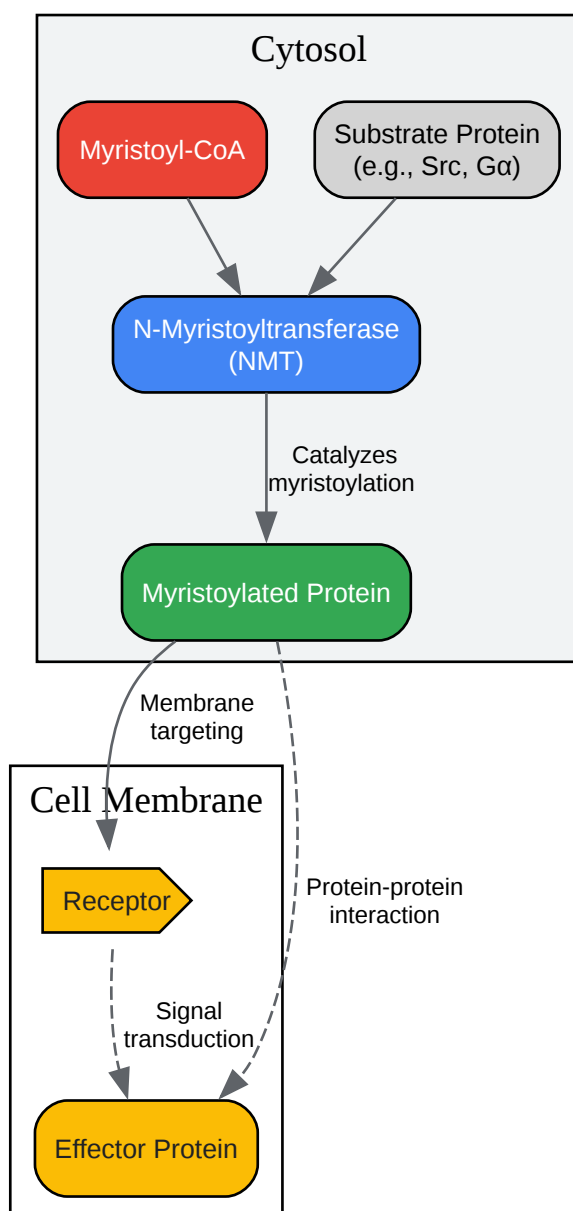 Cytosol
Myristoyl-CoA
Substrate Protein
(e.g., Src, Gα)
N-Myristoyltransferase
(NMT)
Catalyzes
myristoylation
Myristoylated Protein
Membrane
targeting
Cell Membrane
Receptor
Protein-protein
interaction
Signal
transduction
Effector Protein